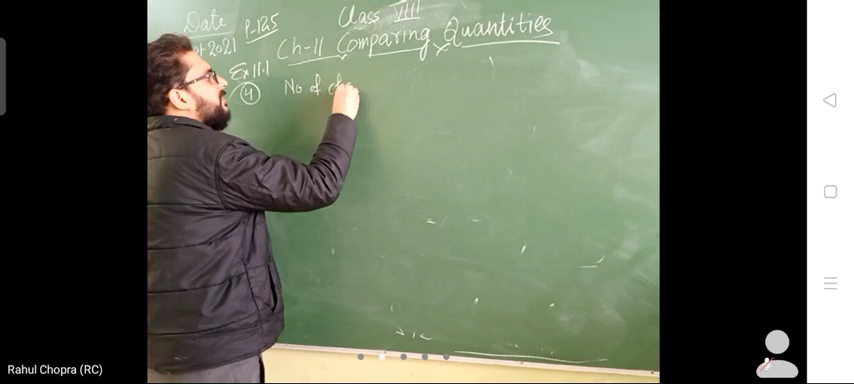 Date P-125 Class VIII
-2021 Ch-11 Comparing Quantities
Ex 11.1
4 No of
Rahul Chopra (RC)